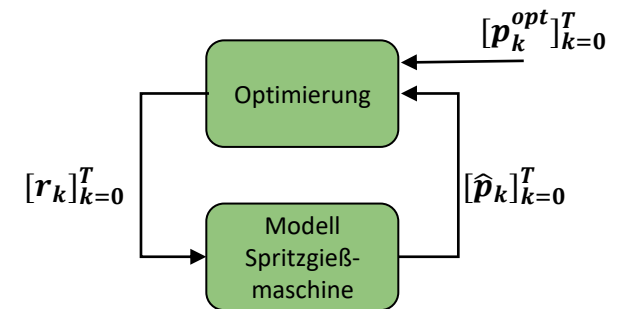 [p_k^{opt}]_{k=0}^T
Optimierung
[r_k]_{k=0}^T
[p̂_k]_{k=0}^T
Modell
Spritzgieß-
maschine